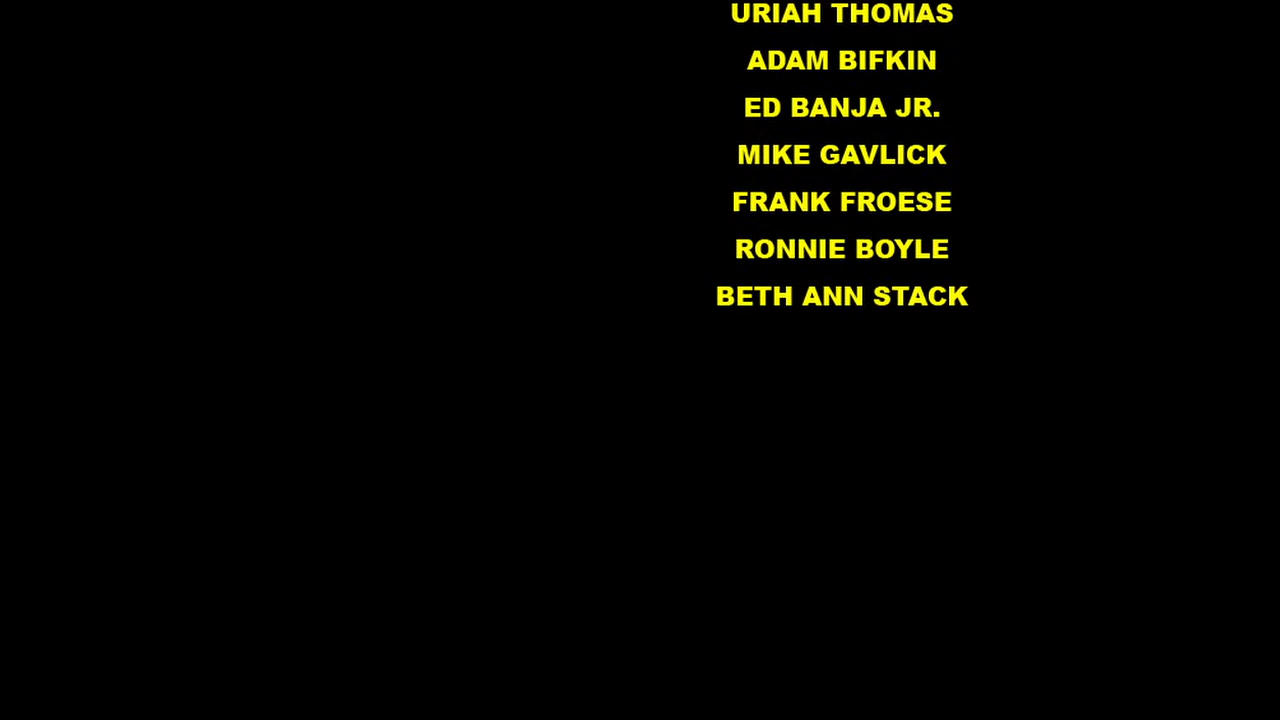 URIAH THOMAS
ADAM BIFKIN
ED BANJA JR.
MIKE GAVLICK
FRANK FROESE
RONNIE BOYLE
BETH ANN STACK